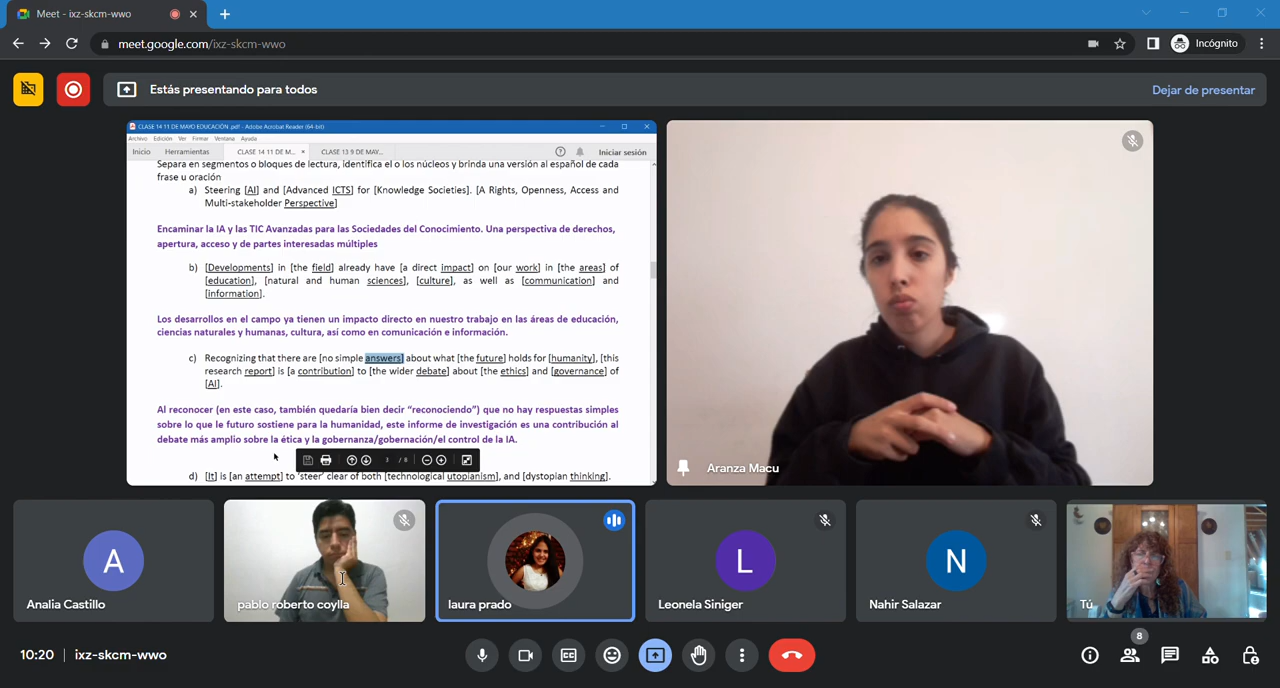 Meet - ixz-skcm-wwo
meet.google.com/ixz-skcm-wwo
Incógnito
Estás presentando para todos
Dejar de presentar
CLASE 14 11 DE MAYO EDUCACIÓN .pdf - Adobe Acrobat Reader (64-bit)
Archivo Edición Ver Firmar Ventana Ayuda
Inicio Herramientas CLASE 14 11 DE M... × CLASE 13 9 DE MAY... Iniciar sesión
Separa en segmentos o bloques de lectura, identifica el o los núcleos y brinda una versión al español de cada
frase u oración
a) Steering [AI] and [Advanced ICTS] for [Knowledge Societies]. [A Rights, Openness, Access and
Multi-stakeholder Perspective]
Encaminar la IA y las TIC Avanzadas para las Sociedades del Conocimiento. Una perspectiva de derechos,
apertura, acceso y de partes interesadas múltiples
b) [Developments] in [the field] already have [a direct impact] on [our work] in [the areas] of
[education], [natural and human sciences], [culture], as well as [communication] and
[information].
Los desarrollos en el campo ya tienen un impacto directo en nuestro trabajo en las áreas de educación,
ciencias naturales y humanas, cultura, así como en comunicación e información.
c) Recognizing that there are [no simple answers] about what [the future] holds for [humanity], [this
research report] is [a contribution] to [the wider debate] about [the ethics] and [governance] of
[AI].
Al reconocer (en este caso, también quedaría bien decir “reconociendo”) que no hay respuestas simples
sobre lo que le futuro sostiene para la humanidad, este informe de investigación es una contribución al
debate más amplio sobre la ética y la gobernanza/gobernación/el control de la IA.
3 / 8
d) [It] is [an attempt] to ‘steer’ clear of both [technological utopianism], and [dystopian thinking].
Aranza Macu
A
Analia Castillo
pablo roberto coylla
laura prado
L
Leonela Siniger
N
Nahir Salazar
Tú
10:20 | ixz-skcm-wwo
8